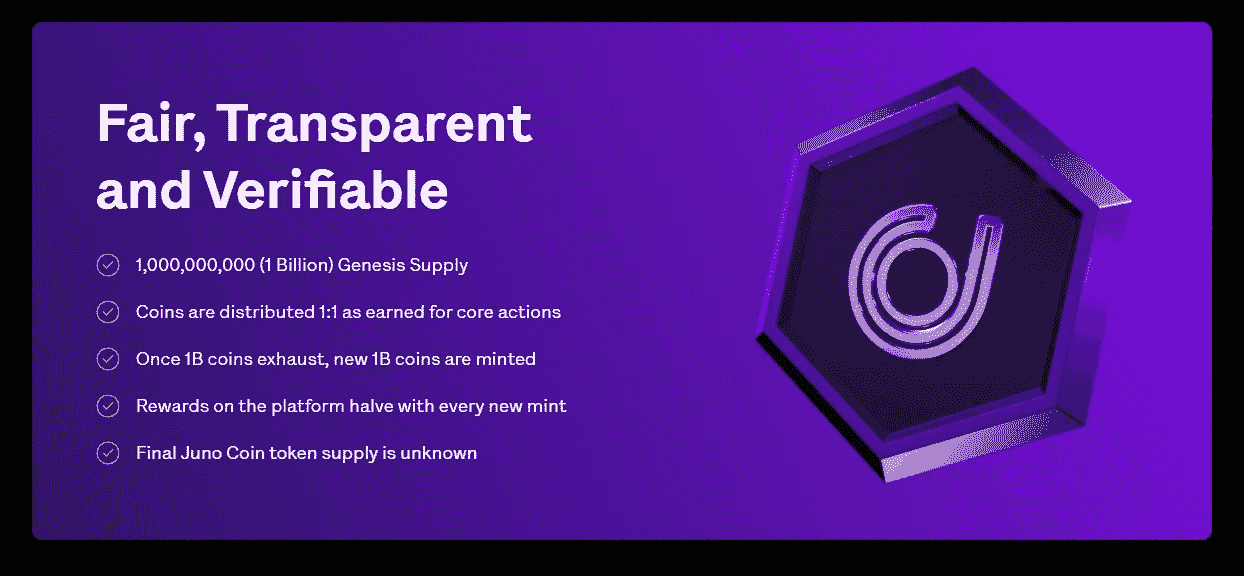 Fair, Transparent
and Verifiable
1,000,000,000 (1 Billion) Genesis Supply
Coins are distributed 1:1 as earned for core actions
Once 1B coins exhaust, new 1B coins are minted
Rewards on the platform halve with every new mint
Final Juno Coin token supply is unknown